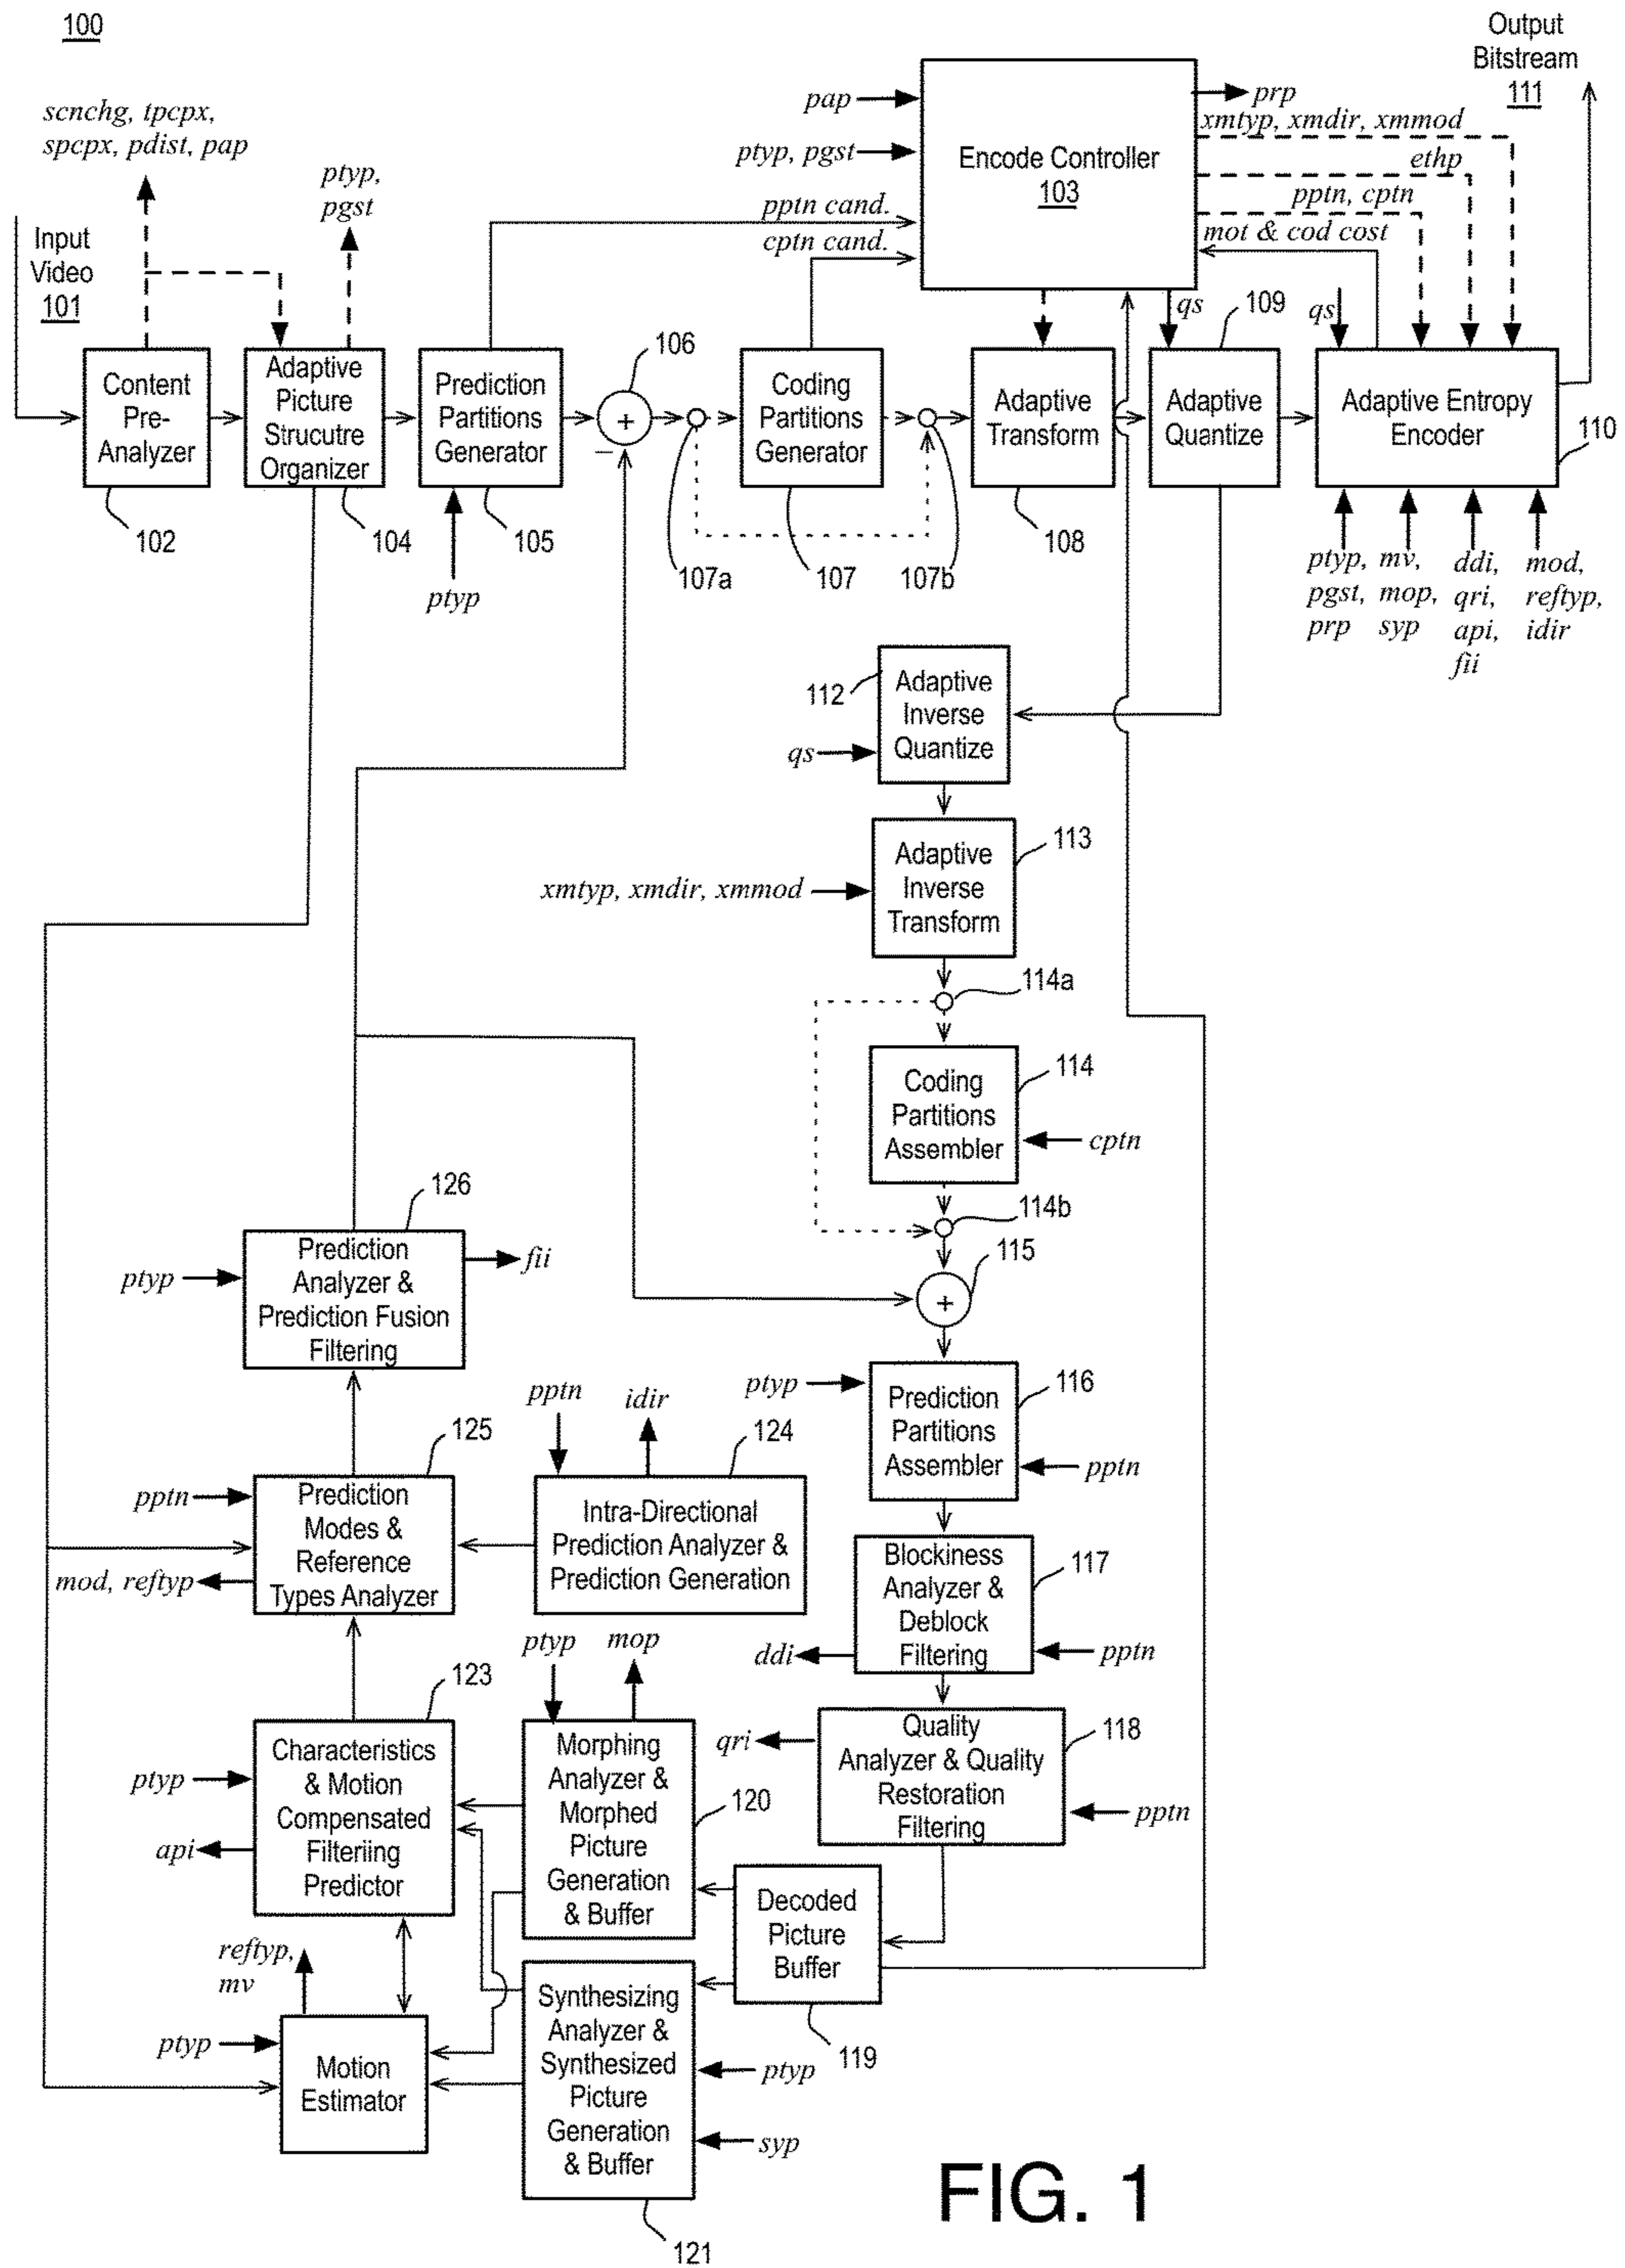 100
Output
Bitstream
111
scnchg, tpcpx,
spcpx, pdist, pap
ptyp,
pgst
Input
Video
101
pap
ptyp, pgst
pptn cand.
cptn cand.
Encode Controller
103
prp
xmtyp, xmdir, xmmod
ethp
pptn, cptn
mot & cod cost
qs
109
qs
106
Content
Pre-
Analyzer
Adaptive
Picture
Strucutre
Organizer
Prediction
Partitions
Generator
+
−
Coding
Partitions
Generator
Adaptive
Transform
Adaptive
Quantize
Adaptive Entropy
Encoder
110
102
104
105
107a
107
107b
108
ptyp
ptyp,
pgst,
prp
mv,
mop,
syp
ddi,
qri,
api,
fii
mod,
reftyp,
idir
112
Adaptive
Inverse
Quantize
qs
113
Adaptive
Inverse
Transform
xmtyp, xmdir, xmmod
114a
114
Coding
Partitions
Assembler
cptn
114b
115
+
126
Prediction
Analyzer &
Prediction Fusion
Filtering
ptyp
fii
ptyp
116
Prediction
Partitions
Assembler
pptn
pptn
idir
125
124
pptn
Prediction
Modes &
Reference
Types Analyzer
mod, reftyp
Intra-Directional
Prediction Analyzer &
Prediction Generation
Blockiness
Analyzer &
Deblock
Filtering
117
ddi
pptn
ptyp
mop
123
Characteristics
& Motion
Compensated
Filteriing
Predictor
ptyp
api
Morphing
Analyzer &
Morphed
Picture
Generation
& Buffer
120
qri
Quality
Analyzer & Quality
Restoration
Filtering
118
pptn
Decoded
Picture
Buffer
119
reftyp,
mv
ptyp
Motion
Estimator
Synthesizing
Analyzer &
Synthesized
Picture
Generation
& Buffer
ptyp
syp
121
FIG. 1